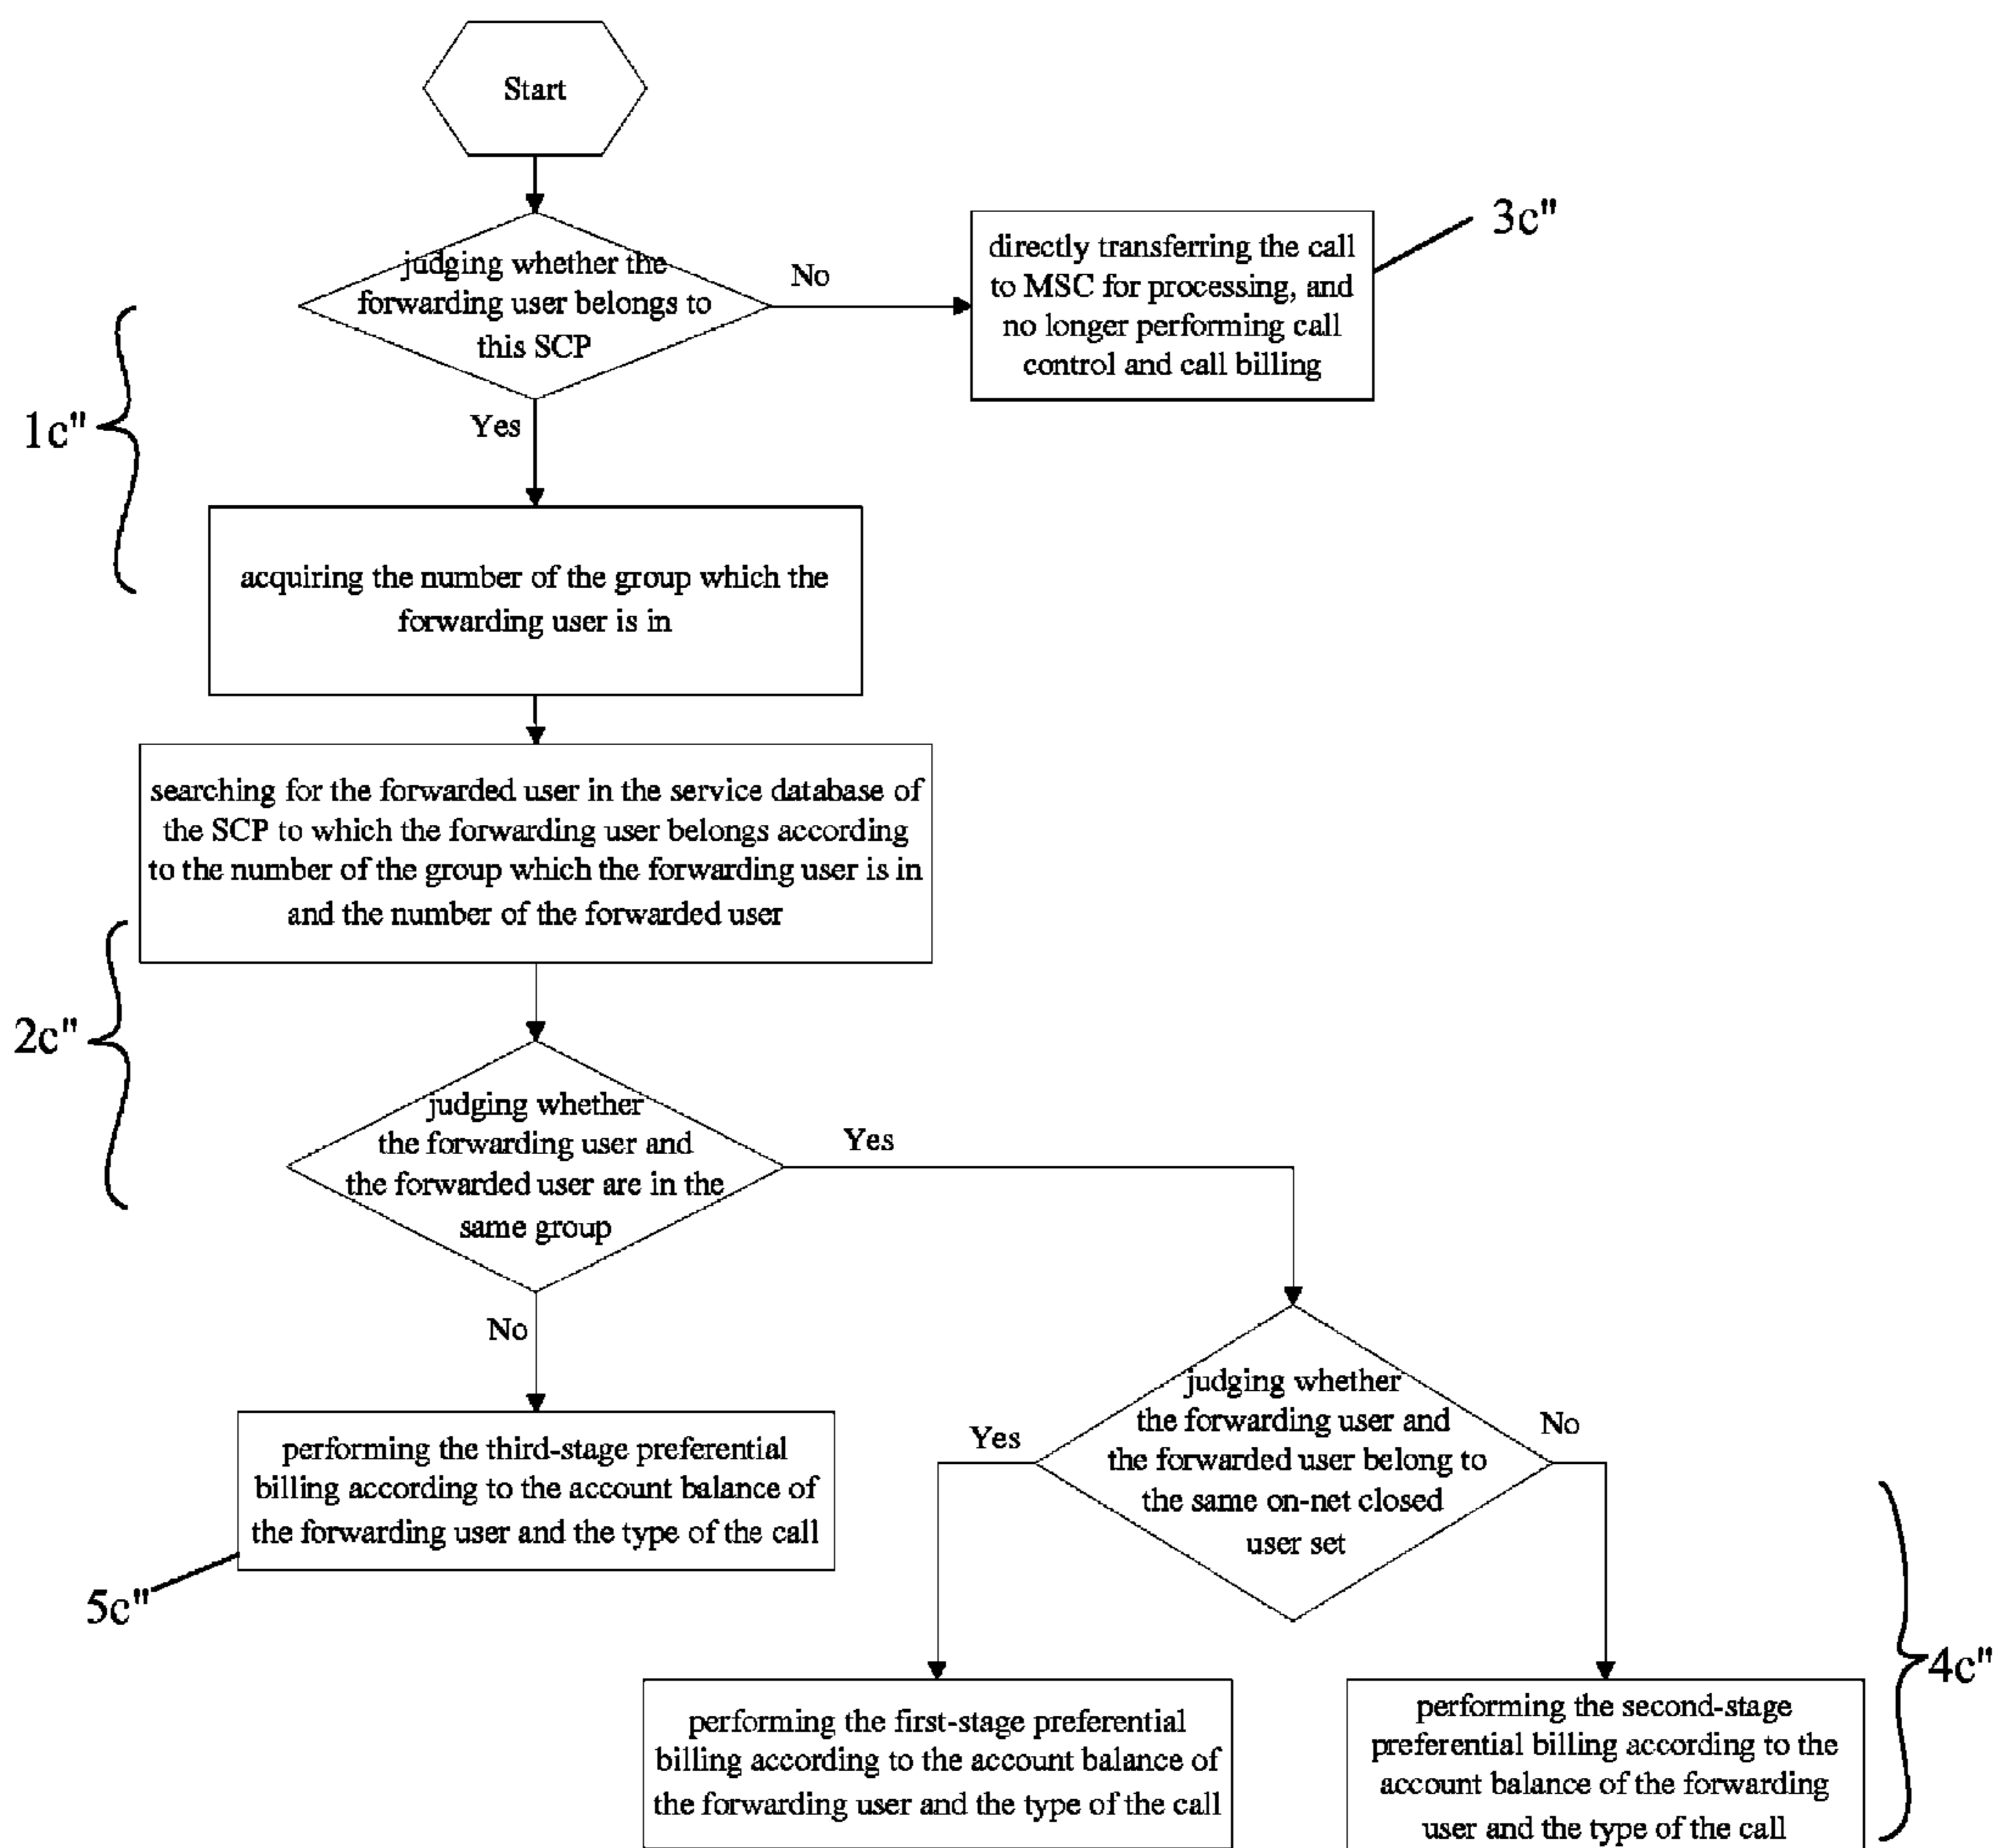 Start
judging whether the
forwarding user belongs to
this SCP
No
directly transferring the call
to MSC for processing, and
no longer performing call
control and call billing
3c"
1c"
Yes
acquiring the number of the group which the
forwarding user is in
searching for the forwarded user in the service database of
the SCP to which the forwarding user belongs according
to the number of the group which the forwarding user is in
and the number of the forwarded user
2c"
judging whether
the forwarding user and
the forwarded user are in the
same group
Yes
No
performing the third-stage preferential
billing according to the account balance of
the forwarding user and the type of the call
5c"
judging whether
the forwarding user and
the forwarded user belong to
the same on-net closed
user set
Yes
No
performing the first-stage preferential
billing according to the account balance of
the forwarding user and the type of the call
performing the second-stage
preferential billing according to the
account balance of the forwarding
user and the type of the call
4c"